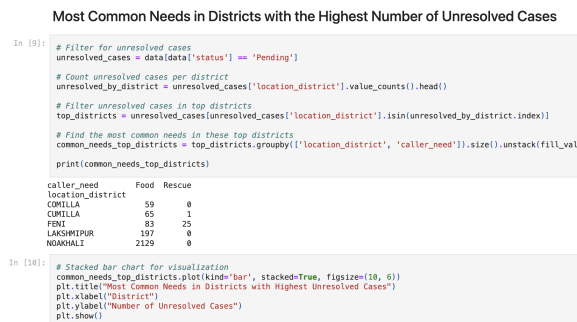 Most Common Needs in Districts with the Highest Number of Unresolved Cases
In [9]:
# Filter for unresolved cases
unresolved_cases = data[data['status'] == 'Pending']
# Count unresolved cases per district
unresolved_by_district = unresolved_cases['location_district'].value_counts().head()
# Filter unresolved cases in top districts
top_districts = unresolved_cases[unresolved_cases['location_district'].isin(unresolved_by_district.index)]
# Find the most common needs in these top districts
common_needs_top_districts = top_districts.groupby(['location_district', 'caller_need']).size().unstack(fill_val
print(common_needs_top_districts)
caller_need Food Rescue
location_district
COMILLA 59 0
CUMILLA 65 1
FENI 83 25
LAKSHMIPUR 197 0
NOAKHALI 2129 0
In [10]:
# Stacked bar chart for visualization
common_needs_top_districts.plot(kind='bar', stacked=True, figsize=(10, 6))
plt.title("Most Common Needs in Districts with Highest Unresolved Cases")
plt.xlabel("District")
plt.ylabel("Number of Unresolved Cases")
plt.show()